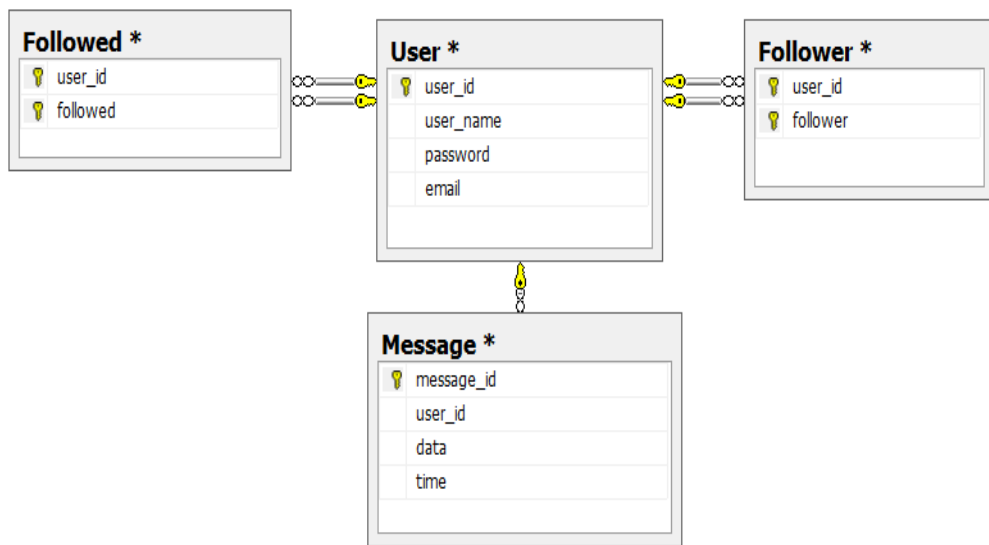 Followed *
user_id
followed
User *
user_id
user_name
password
email
Follower *
user_id
follower
Message *
message_id
user_id
data
time